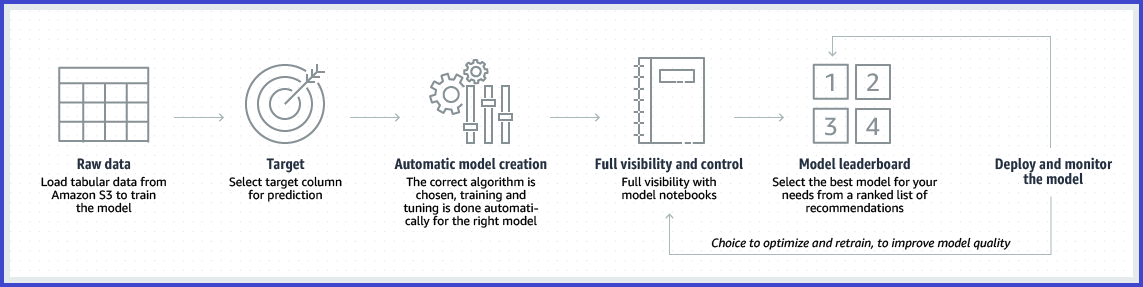 Raw data
Load tabular data from
Amazon S3 to train
the model
Target
Select target column
for prediction
Automatic model creation
The correct algorithm is
chosen, training and
tuning is done automati-
cally for the right model
Full visibility and control
Full visibility with
model notebooks
1 2
3 4
Model leaderboard
Select the best model for your
needs from a ranked list of
recommendations
Deploy and monitor
the model
Choice to optimize and retrain, to improve model quality